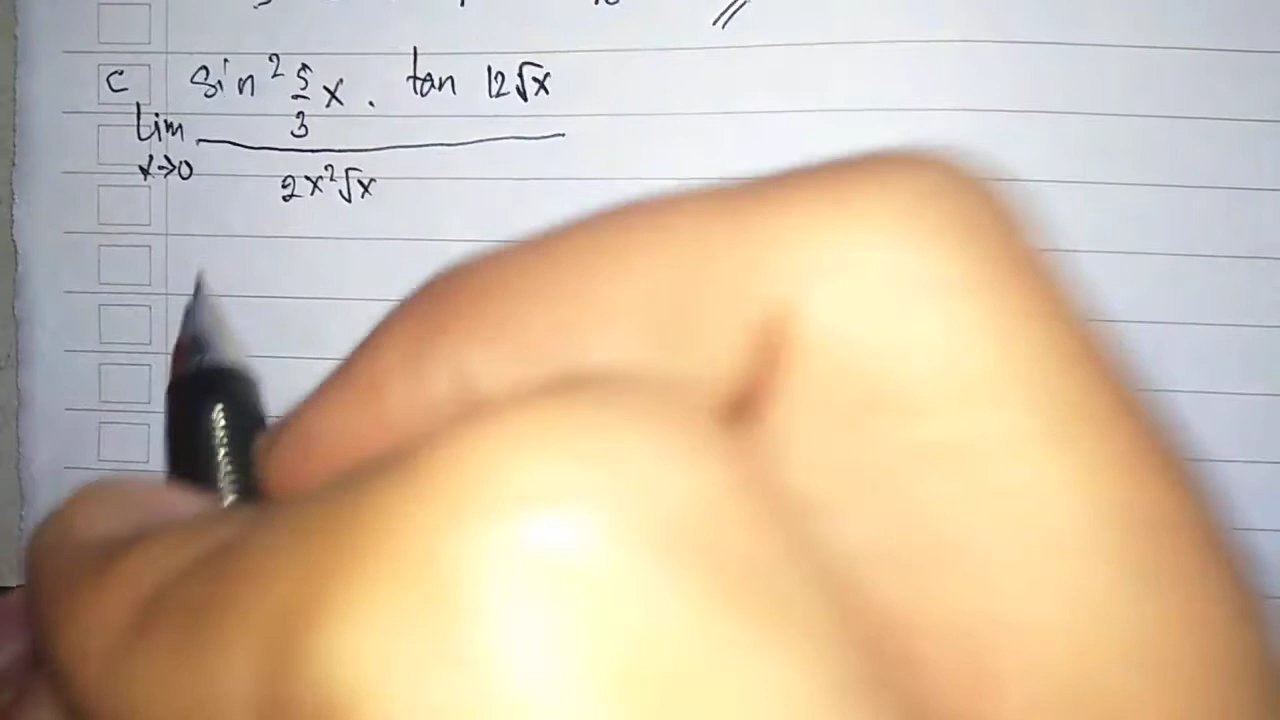 c sin² 5/3 x . tan 12√x
lim
x→0
2x²√x